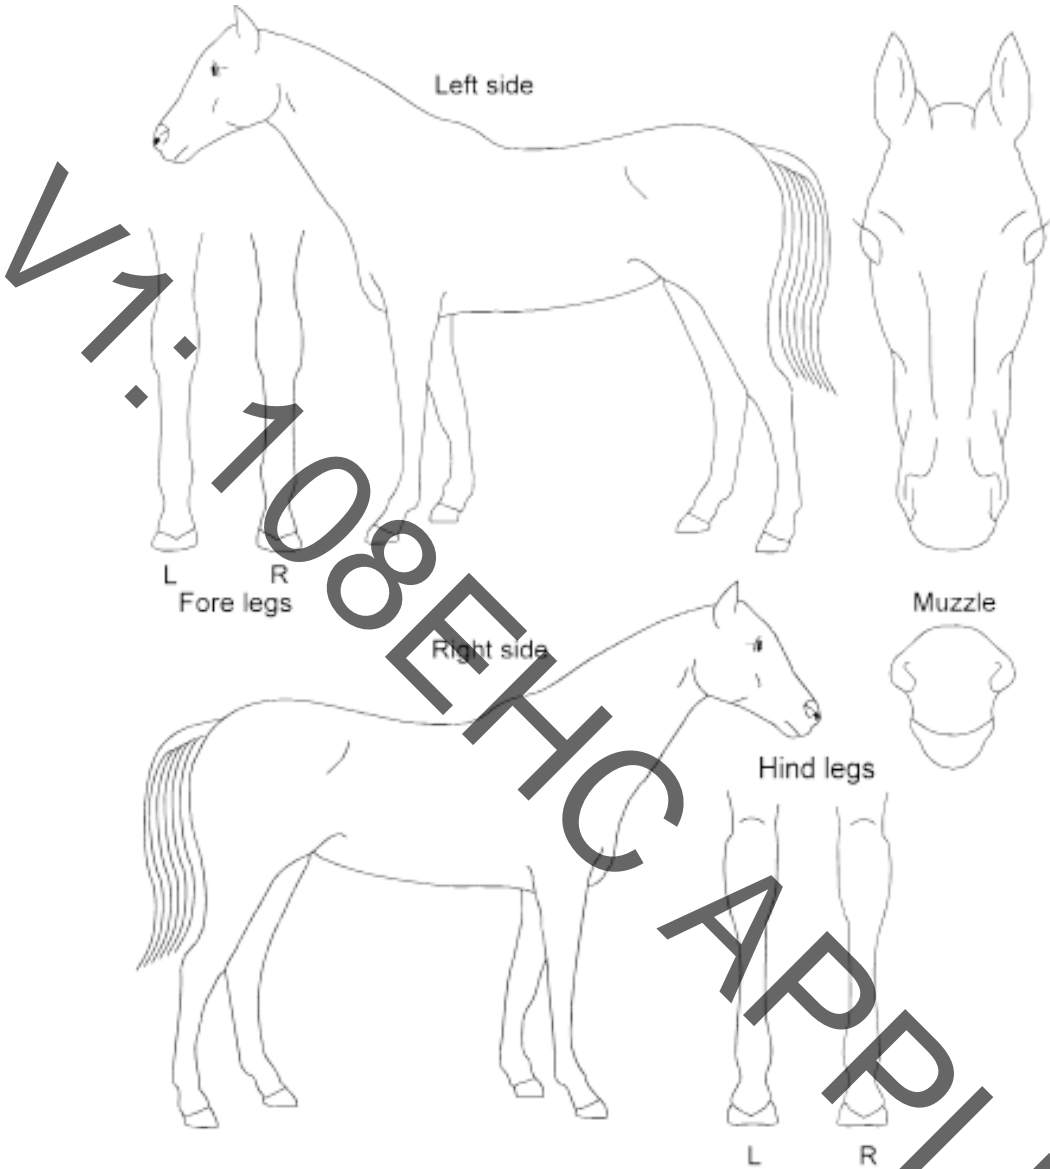 Left side
V1: 108EHC APPL
L R
Fore legs
Muzzle
Right side
Hind legs
L R